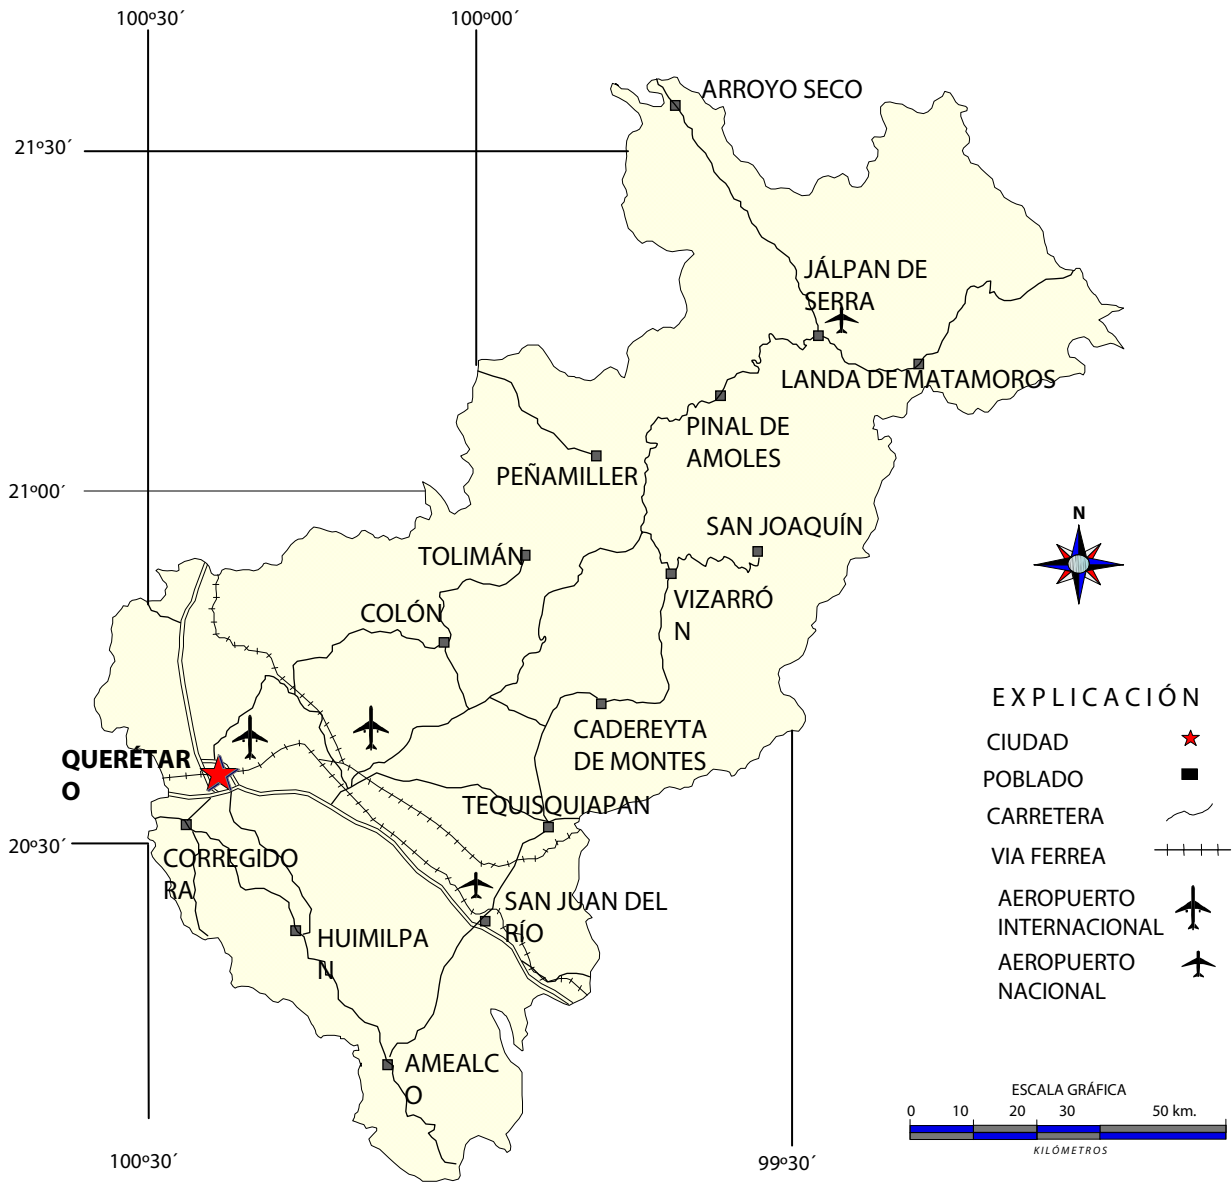 100º30´
100º00´
ARROYO SECO
21º30´
JÁLPAN DE
SERRA
LANDA DE MATAMOROS
PINAL DE
AMOLES
PEÑAMILLER
21º00´
SAN JOAQUÍN
N
TOLIMÁN
VIZARRÓ
N
COLÓN
EXPLICACIÓN
CADEREYTA
DE MONTES
CIUDAD
QUERÉTAR
O
POBLADO
TEQUISQUIAPAN
CARRETERA
20º30´
CORREGIDO
RA
VIA FERREA
SAN JUAN DEL
RÍO
AEROPUERTO
INTERNACIONAL
HUIMILPA
N
AEROPUERTO
NACIONAL
AMEALC
O
ESCALA GRÁFICA
0 10 20 30 50 km.
KILÓMETROS
100º30´
99º30´